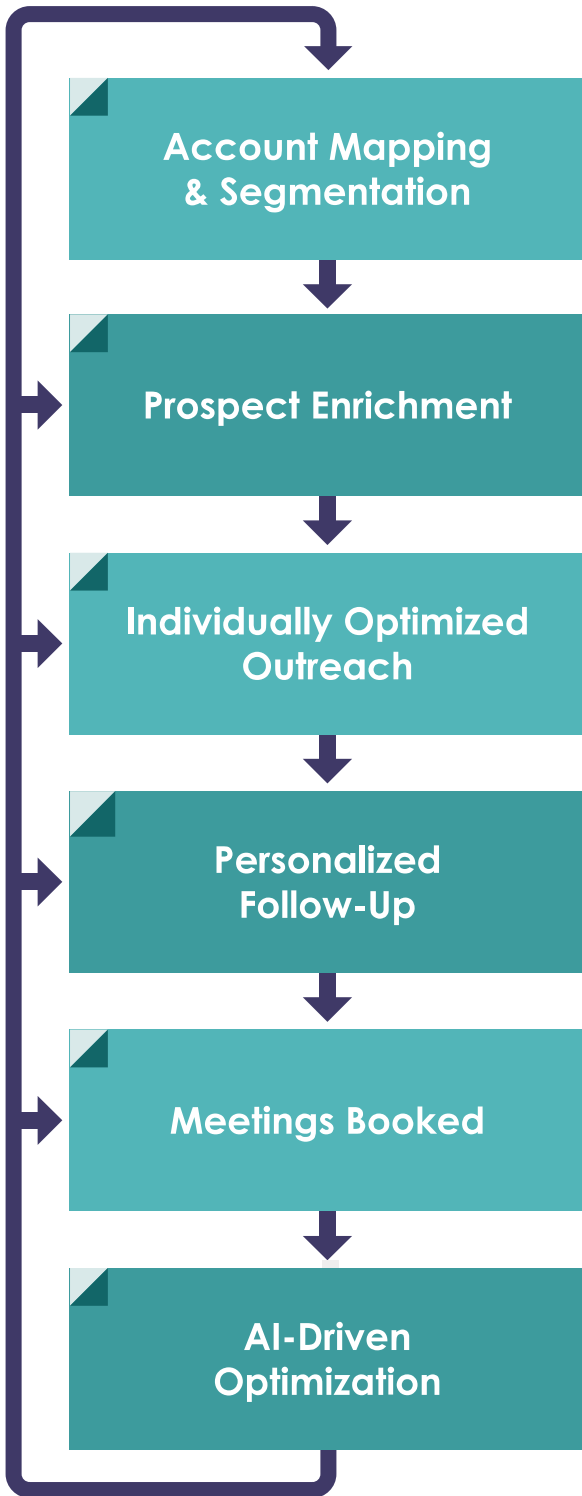 Account Mapping
& Segmentation
Prospect Enrichment
Individually Optimized
Outreach
Personalized
Follow-Up
Meetings Booked
AI-Driven
Optimization